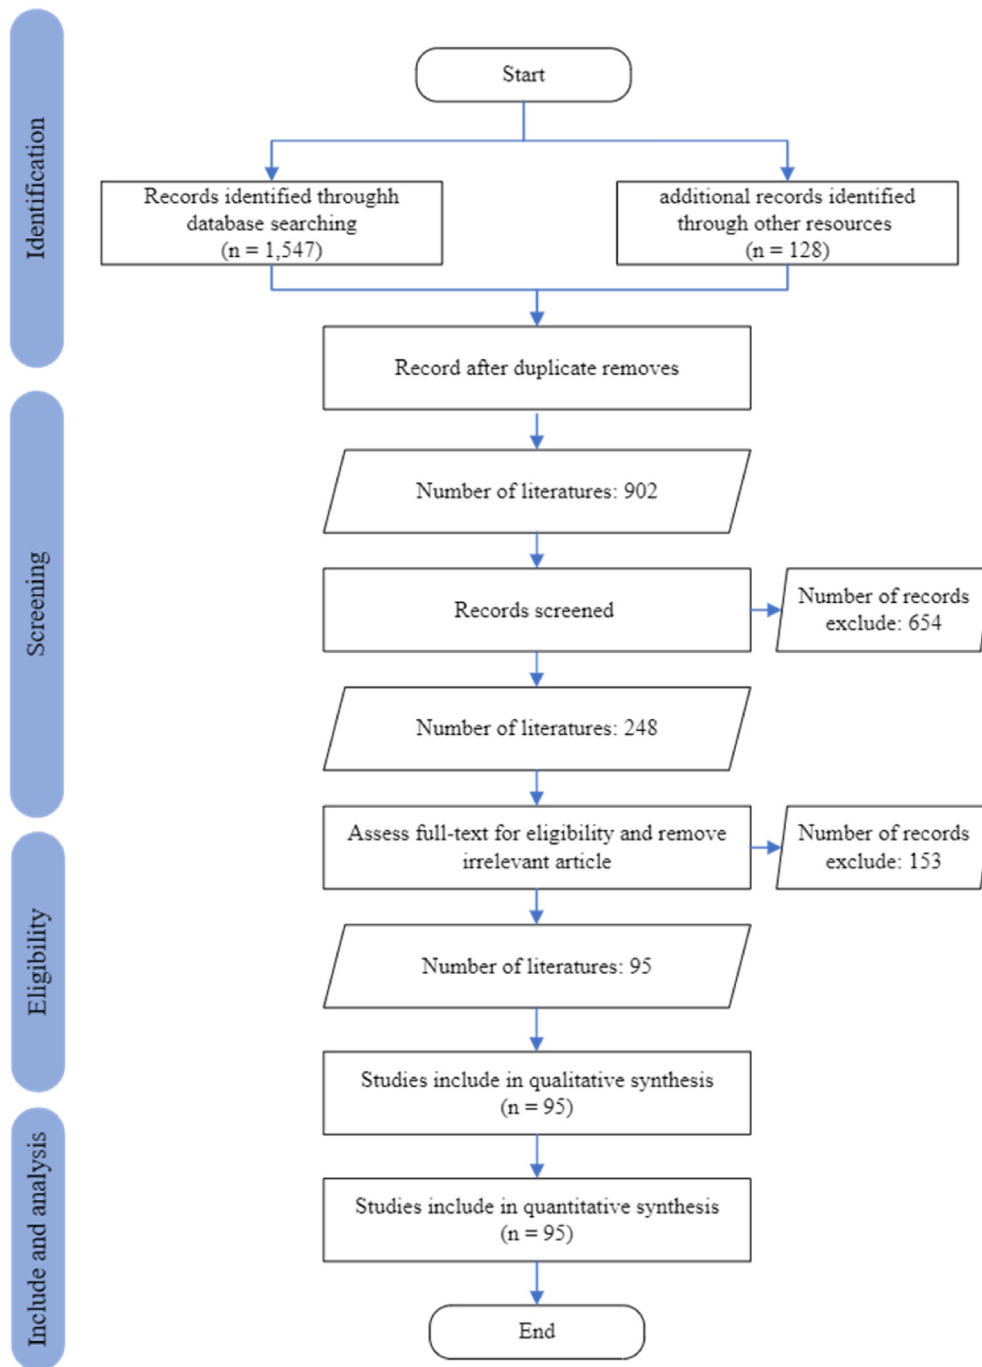 Identification
Start
Records identified throughh
database searching
(n = 1,547)
additional records identified
through other resources
(n = 128)
Record after duplicate removes
Screening
Number of literatures: 902
Records screened
Number of records
exclude: 654
Number of literatures: 248
Assess full-text for eligibility and remove
irrelevant article
Number of records
exclude: 153
Eligibility
Number of literatures: 95
Studies include in qualitative synthesis
(n = 95)
Include and analysis
Studies include in quantitative synthesis
(n = 95)
End